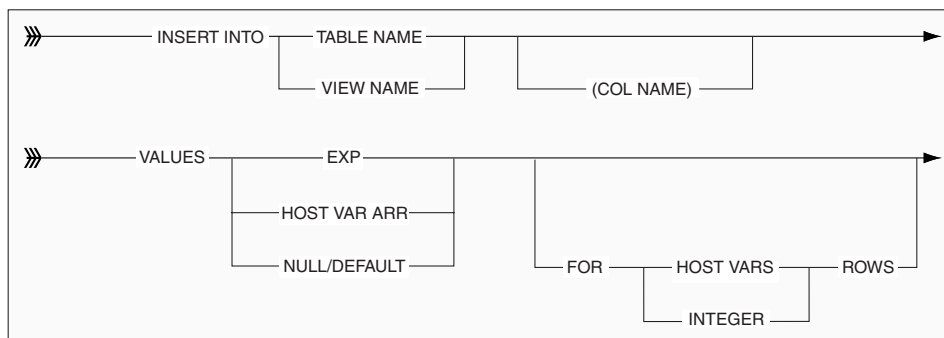 INSERT INTO TABLE NAME
VIEW NAME (COL NAME)
VALUES EXP
HOST VAR ARR
NULL/DEFAULT FOR HOST VARS ROWS
INTEGER